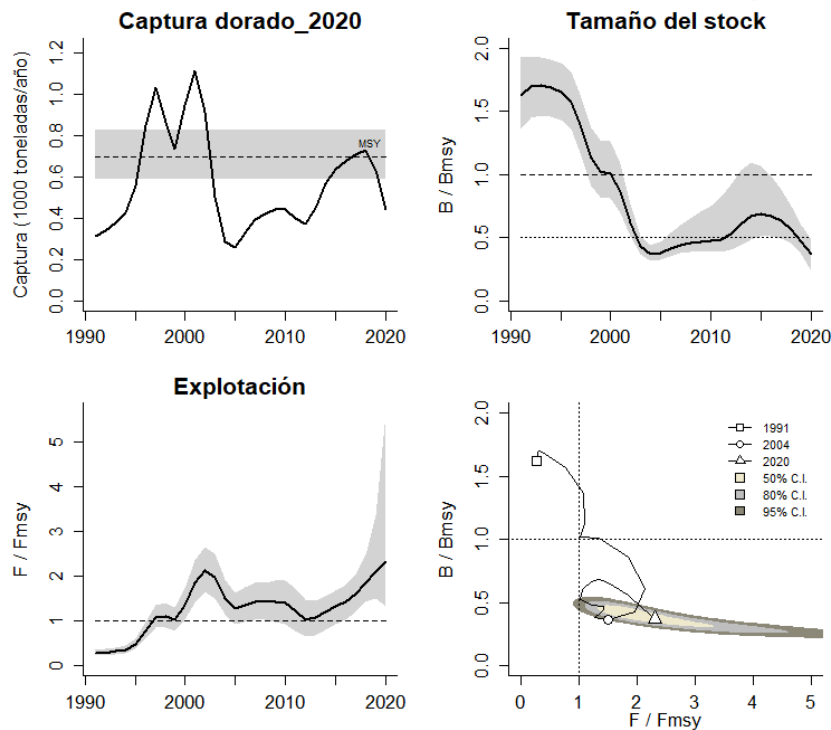 Captura dorado_2020
Captura (1000 toneladas/año)
0.0 0.2 0.4 0.6 0.8 1.0 1.2
MSY
1990 2000 2010 2020
Tamaño del stock
B / Bmsy
0.0 0.5 1.0 1.5 2.0
1990 2000 2010 2020
Explotación
F / Fmsy
0 1 2 3 4 5
1990 2000 2010 2020
B / Bmsy
0.0 0.5 1.0 1.5 2.0
1991
2004
2020
50% C.I.
80% C.I.
95% C.I.
0 1 2 3 4 5
F / Fmsy